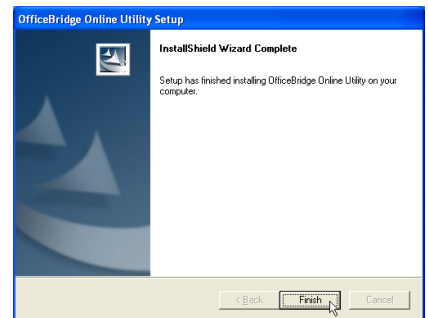 OfficeBridge Online Utility Setup
InstallShield Wizard Complete
Setup has finished installing OfficeBridge Online Utility on your
computer.
< Back Finish Cancel